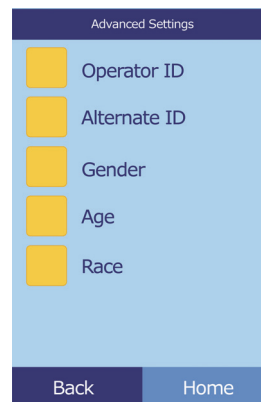 Advanced Settings
Operator ID
Alternate ID
Gender
Age
Race
Back
Home